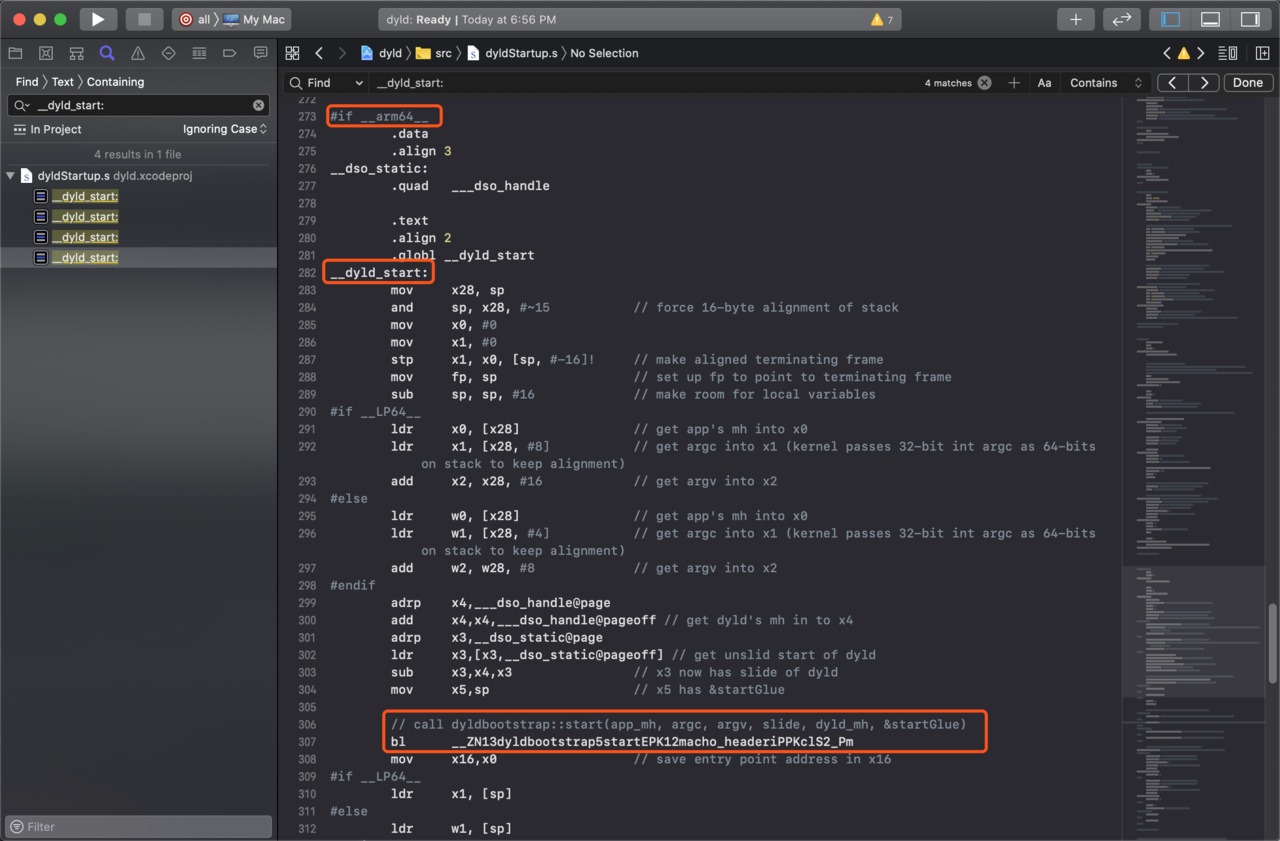 all 〉 My Mac
dyld: Ready | Today at 6:56 PM
7
dyld 〉 src 〉 dyldStartup.s 〉 No Selection
Find 〉 Text 〉 Containing
Find
__dyld_start:
4 matches
Aa
Contains
Done
__dyld_start:
In Project
Ignoring Case
4 results in 1 file
dyldStartup.s dyld.xcodeproj
__dyld_start:
__dyld_start:
__dyld_start:
__dyld_start:
Filter
272
273 #if __arm64__
274 .data
275 .align 3
276 __dso_static:
277 .quad ___dso_handle
278
279 .text
280 .align 2
281 .globl __dyld_start
282 __dyld_start:
283 mov x28, sp
284 and sp, x28, #~15 // force 16-byte alignment of stack
285 mov x0, #0
286 mov x1, #0
287 stp x1, x0, [sp, #-16]! // make aligned terminating frame
288 mov fp, sp // set up fp to point to terminating frame
289 sub sp, sp, #16 // make room for local variables
290 #if __LP64__
291 ldr x0, [x28] // get app's mh into x0
292 ldr x1, [x28, #8] // get argc into x1 (kernel passes 32-bit int argc as 64-bits
on stack to keep alignment)
293 add x2, x28, #16 // get argv into x2
294 #else
295 ldr w0, [x28] // get app's mh into x0
296 ldr w1, [x28, #4] // get argc into x1 (kernel passes 32-bit int argc as 64-bits
on stack to keep alignment)
297 add w2, w28, #8 // get argv into x2
298 #endif
299 adrp x4,___dso_handle@page
300 add x4,x4,___dso_handle@pageoff // get dyld's mh in to x4
301 adrp x3,__dso_static@page
302 ldr x3,[x3,__dso_static@pageoff] // get unslid start of dyld
303 sub x3,x4,x3 // x3 now has slide of dyld
304 mov x5,sp // x5 has &startGlue
305
306 // call dyldbootstrap::start(app_mh, argc, argv, slide, dyld_mh, &startGlue)
307 bl __ZN13dyldbootstrap5startEPK12macho_headeriPPKclS2_Pm
308 mov x16,x0 // save entry point address in x16
309 #if __LP64__
310 ldr x1, [sp]
311 #else
312 ldr w1, [sp]